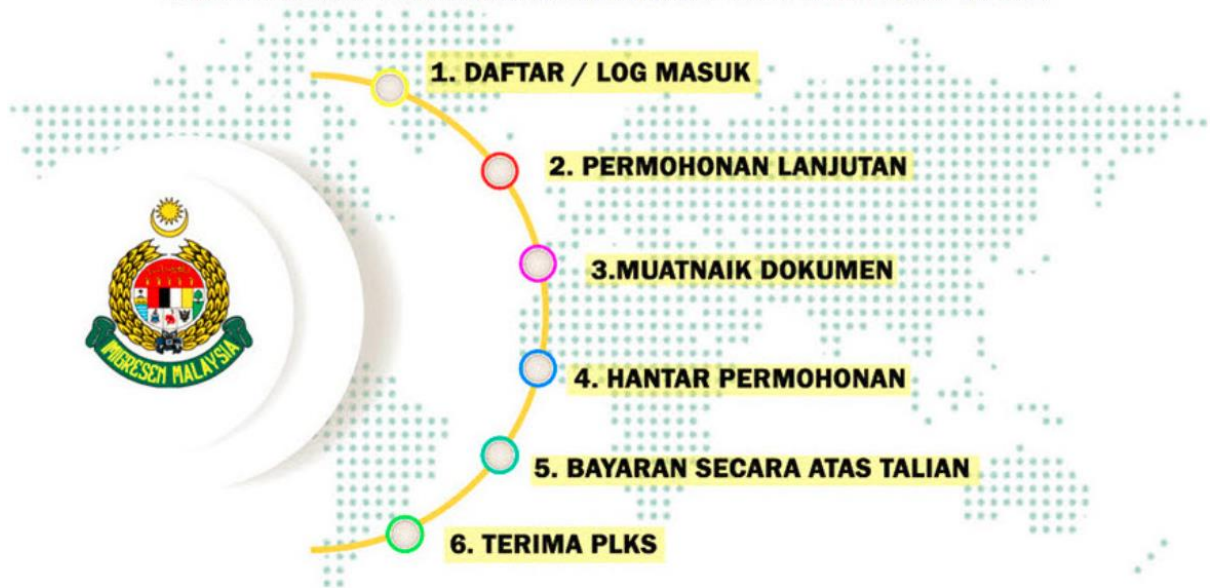 1. DAFTAR / LOG MASUK
2. PERMOHONAN LANJUTAN
3.MUATNAIK DOKUMEN
4. HANTAR PERMOHONAN
5. BAYARAN SECARA ATAS TALIAN
6. TERIMA PLKS
IMIGRESEN MALAYSIA